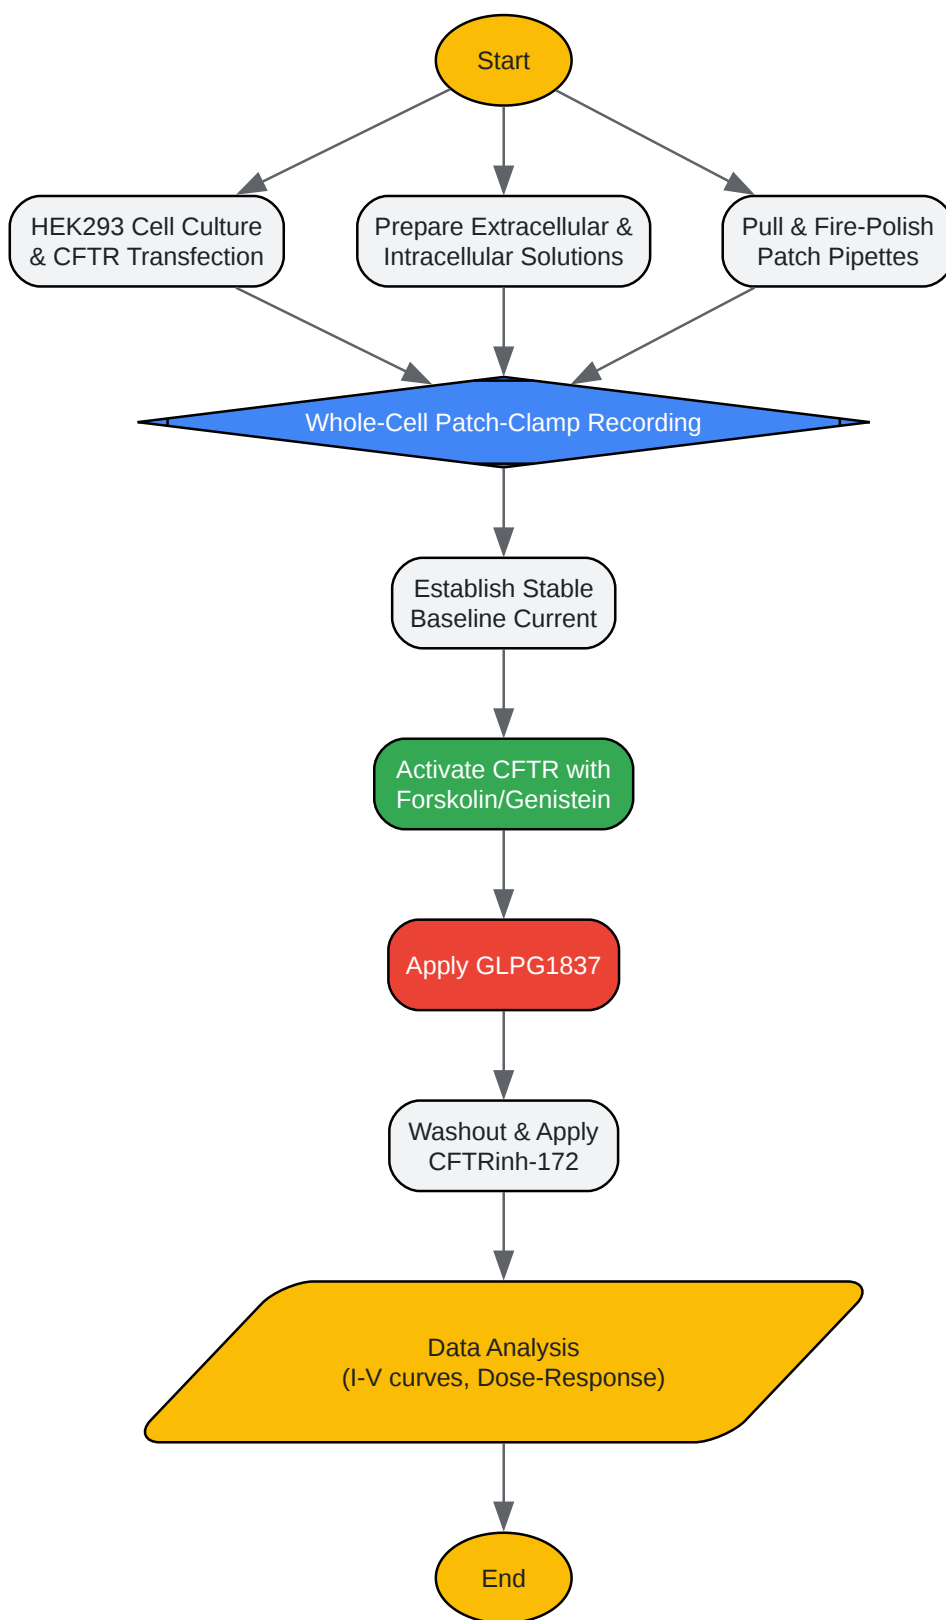 Start
HEK293 Cell Culture
& CFTR Transfection
Prepare Extracellular &
Intracellular Solutions
Pull & Fire-Polish
Patch Pipettes
Whole-Cell Patch-Clamp Recording
Establish Stable
Baseline Current
Activate CFTR with
Forskolin/Genistein
Apply GLPG1837
Washout & Apply
CFTRinh-172
Data Analysis
(I-V curves, Dose-Response)
End